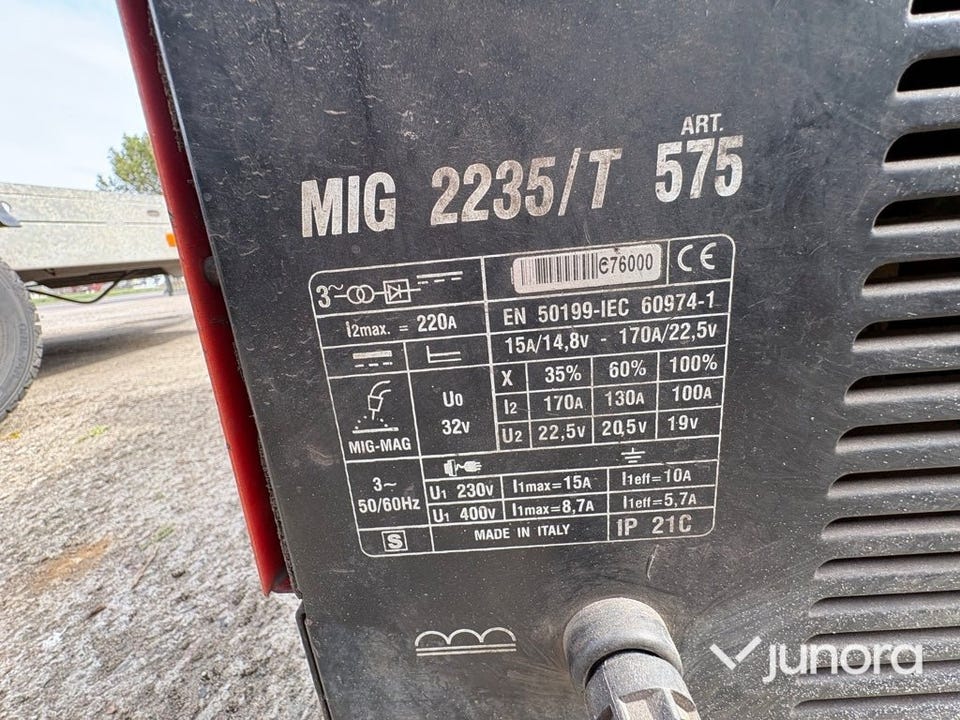 ART.
MIG 2235/T 575
C76000 CE
3~
EN 50199-IEC 60974-1
I2max. = 220A
15A/14,8V - 170A/22,5V
X 35% 60% 100%
U0 I2 170A 130A 100A
32V U2 22,5V 20,5V 19V
MIG-MAG
3~ U1 230V I1max=15A I1eff=10A
50/60Hz U1 400V I1max=8,7A I1eff=5,7A
S MADE IN ITALY IP 21C
junora